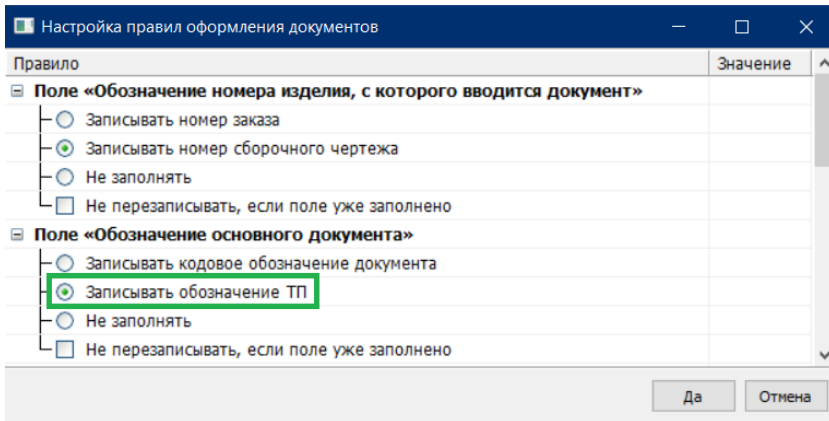 Настройка правил оформления документов
Правило Значение
Поле «Обозначение номера изделия, с которого вводится документ»
Записывать номер заказа
Записывать номер сборочного чертежа
Не заполнять
Не перезаписывать, если поле уже заполнено
Поле «Обозначение основного документа»
Записывать кодовое обозначение документа
Записывать обозначение ТП
Не заполнять
Не перезаписывать, если поле уже заполнено
Да Отмена